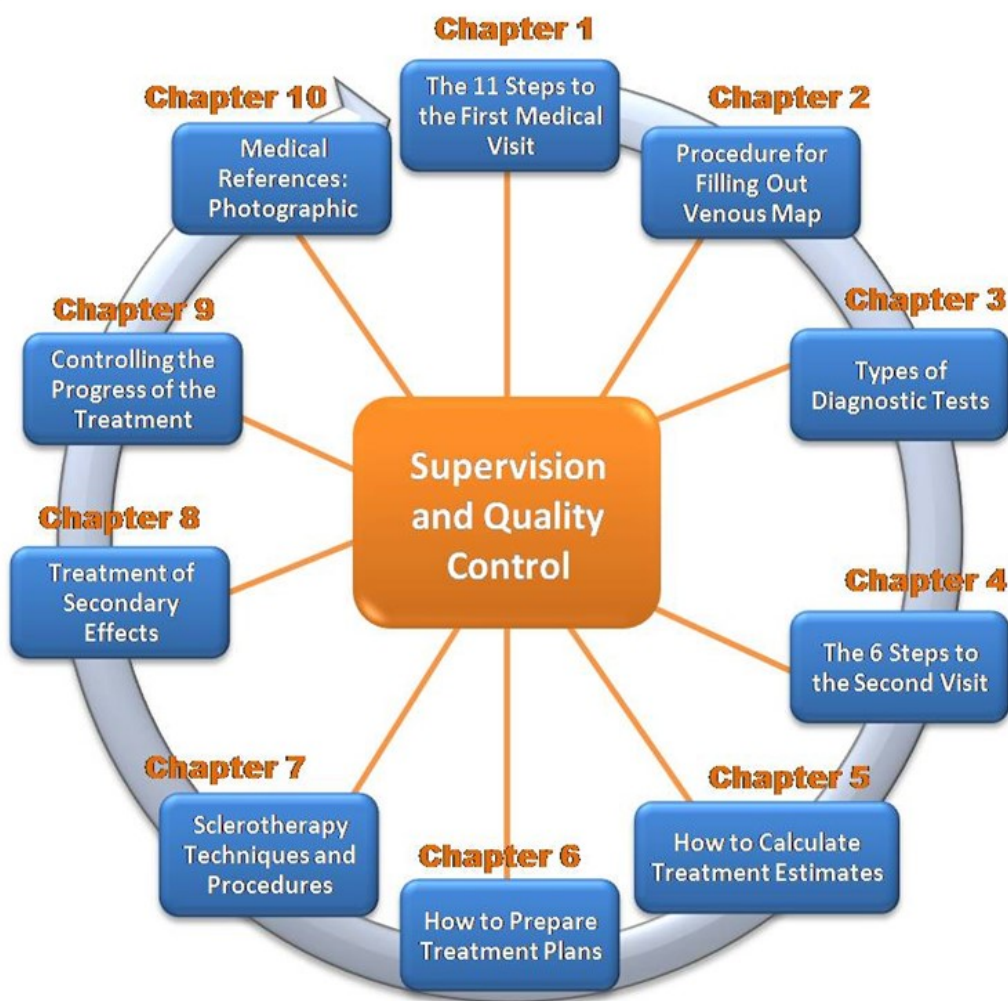 Chapter 1
The 11 Steps to
the First Medical
Visit
Chapter 2
Procedure for
Filling Out
Venous Map
Chapter 3
Types of
Diagnostic Tests
Chapter 4
The 6 Steps to
the Second Visit
Chapter 5
How to Calculate
Treatment Estimates
Chapter 6
How to Prepare
Treatment Plans
Chapter 7
Sclerotherapy
Techniques and
Procedures
Chapter 8
Treatment of
Secondary
Effects
Chapter 9
Controlling the
Progress of the
Treatment
Chapter 10
Medical
References:
Photographic
Supervision
and Quality
Control